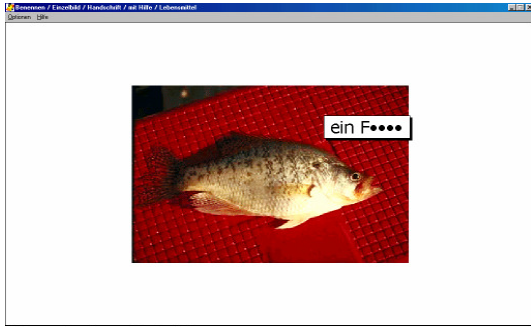 Benennen / Einzelbild / Handschrift / mit Hilfe / Lebensmittel
Optionen Hilfe
ein F••••